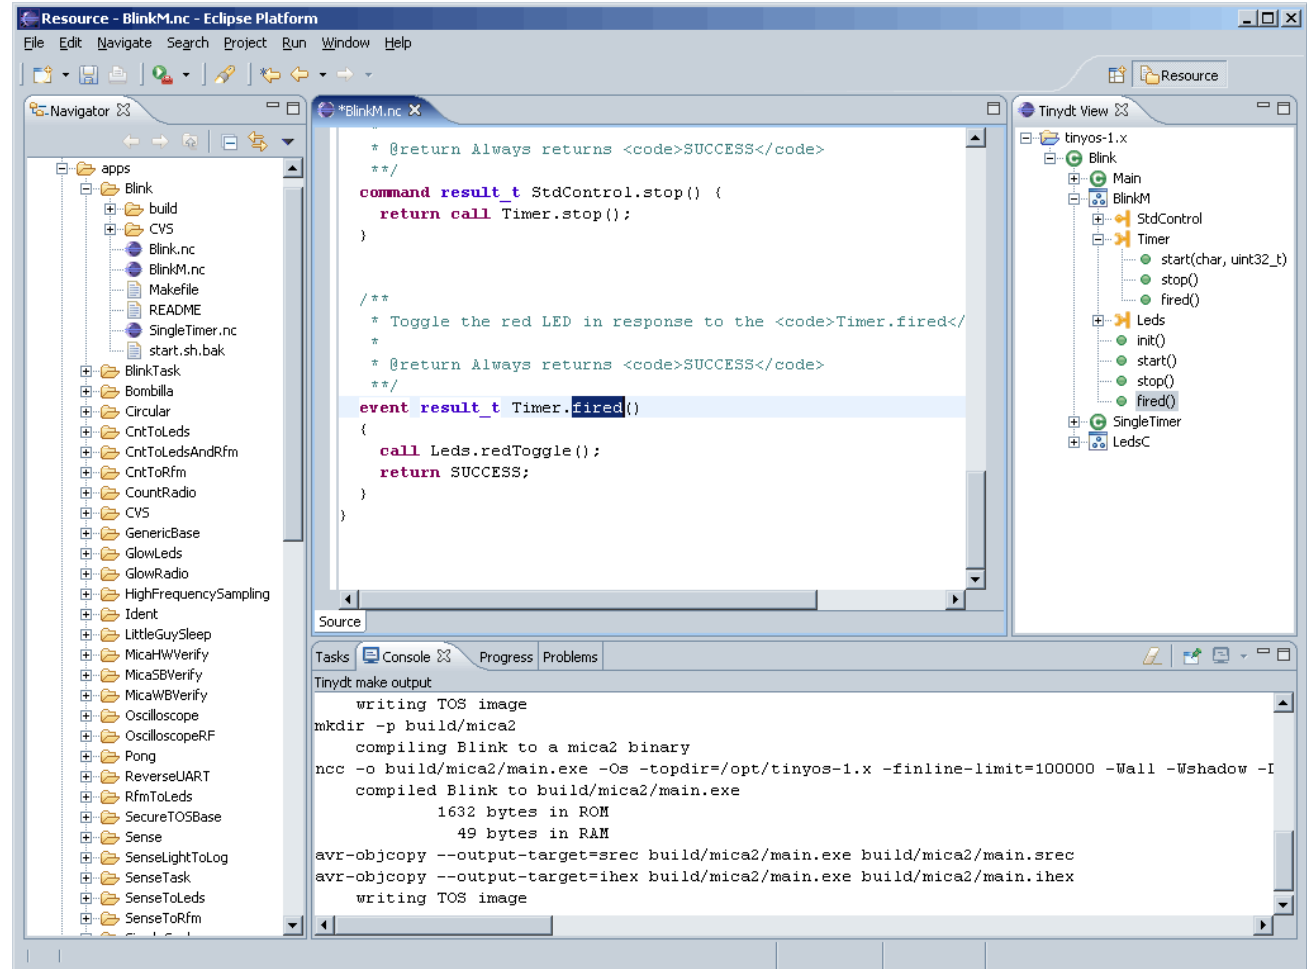 Resource - BlinkM.nc - Eclipse Platform
File Edit Navigate Search Project Run Window Help
Resource
Navigator
apps
Blink
build
CVS
Blink.nc
BlinkM.nc
Makefile
README
SingleTimer.nc
start.sh.bak
BlinkTask
Bombilla
Circular
CntToLeds
CntToLedsAndRfm
CntToRfm
CountRadio
CVS
GenericBase
GlowLeds
GlowRadio
HighFrequencySampling
Ident
LittleGuySleep
MicaHWVerify
MicaSBVerify
MicaWBVerify
Oscilloscope
OscilloscopeRF
Pong
ReverseUART
RfmToLeds
SecureTOSBase
Sense
SenseLightToLog
SenseTask
SenseToLeds
SenseToRfm
*BlinkM.nc
* @return Always returns <code>SUCCESS</code>
**/
command result_t StdControl.stop() {
return call Timer.stop();
}
/**
* Toggle the red LED in response to the <code>Timer.fired</
*
* @return Always returns <code>SUCCESS</code>
**/
event result_t Timer.fired()
{
call Leds.redToggle();
return SUCCESS;
}
}
Source
Tinydt View
tinyos-1.x
Blink
Main
BlinkM
StdControl
Timer
start(char, uint32_t)
stop()
fired()
Leds
init()
start()
stop()
fired()
SingleTimer
LedsC
Tasks Console Progress Problems
Tinydt make output
writing TOS image
mkdir -p build/mica2
compiling Blink to a mica2 binary
ncc -o build/mica2/main.exe -Os -topdir=/opt/tinyos-1.x -finline-limit=100000 -Wall -Wshadow
compiled Blink to build/mica2/main.exe
1632 bytes in ROM
49 bytes in RAM
avr-objcopy --output-target=srec build/mica2/main.exe build/mica2/main.srec
avr-objcopy --output-target=ihex build/mica2/main.exe build/mica2/main.ihex
writing TOS image